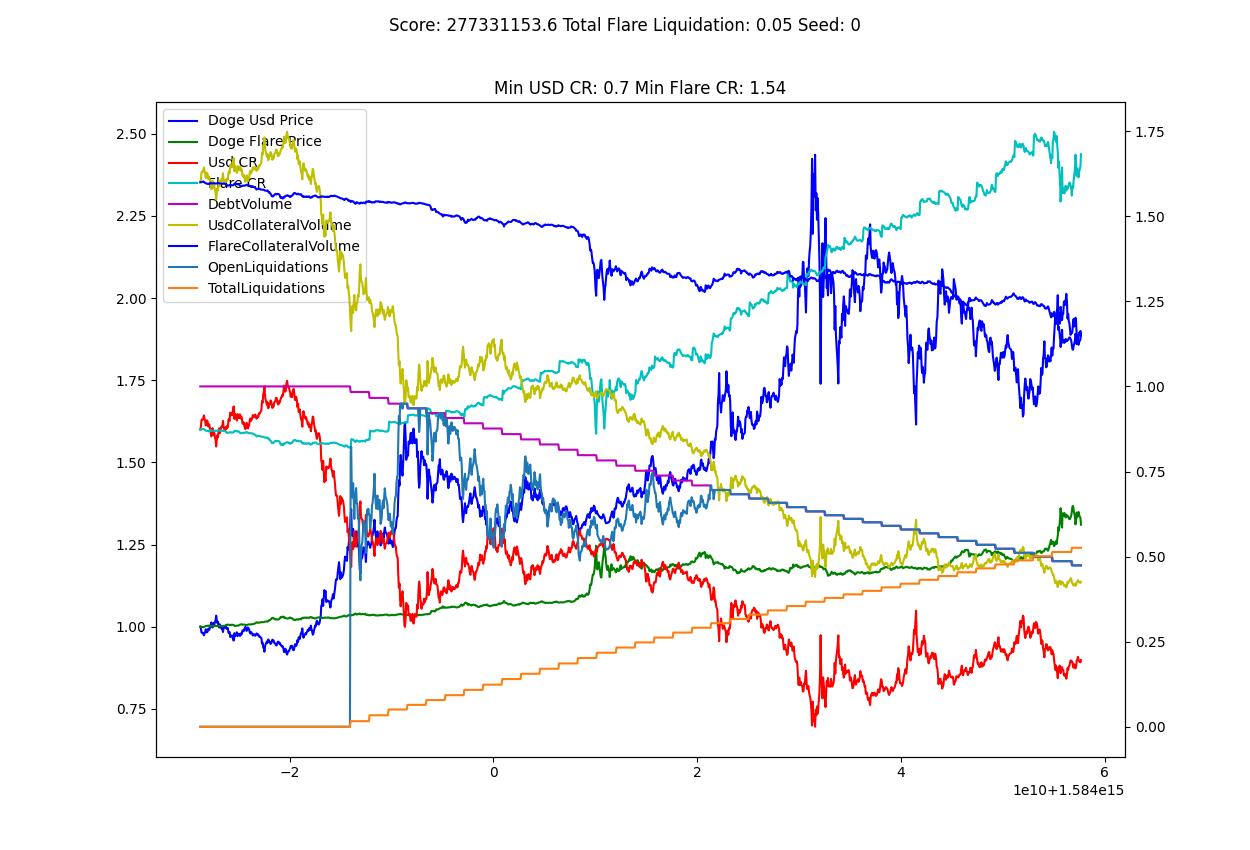 Score: 277331153.6 Total Flare Liquidation: 0.05 Seed: 0
Min USD CR: 0.7 Min Flare CR: 1.54
Doge Usd Price
Doge Flare Price
Usd CR
Flare CR
DebtVolume
UsdCollateralVolume
FlareCollateralVolume
OpenLiquidations
TotalLiquidations
2.50
2.25
2.00
1.75
1.50
1.25
1.00
0.75
1.75
1.50
1.25
1.00
0.75
0.50
0.25
0.00
−2
0
2
4
6
1e10+1.584e15